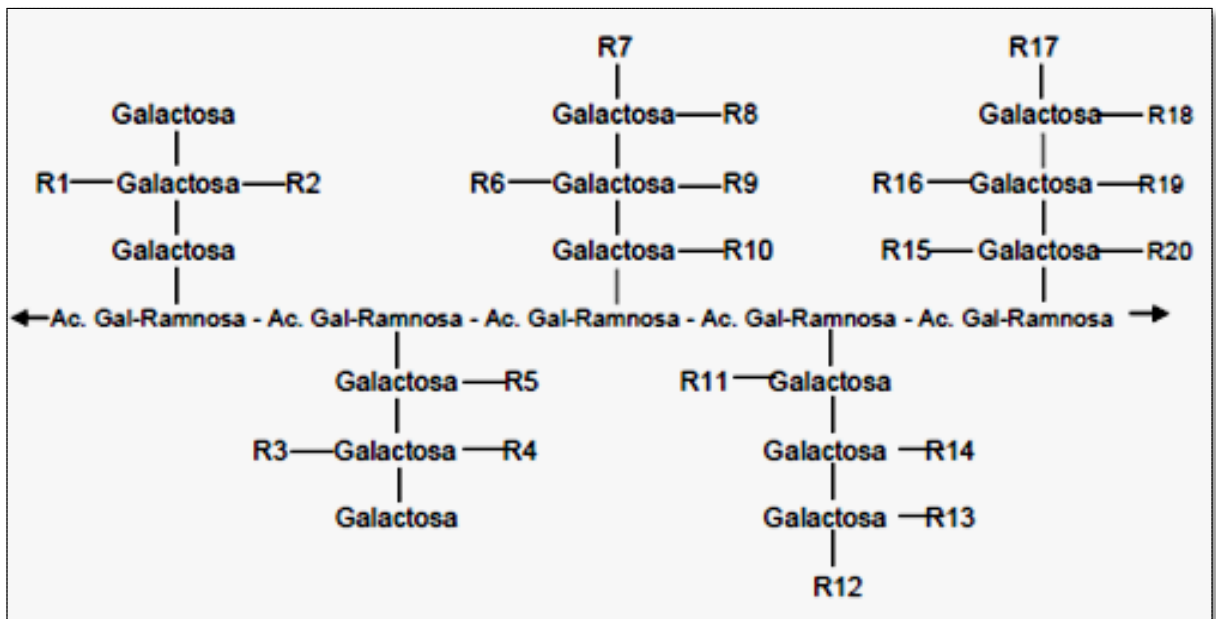 R7 R17
Galactosa Galactosa R8 Galactosa R18
R1 Galactosa R2 R6 Galactosa R9 R16 Galactosa R19
Galactosa Galactosa R10 R15 Galactosa R20
Ac. Gal-Ramnosa - Ac. Gal-Ramnosa - Ac. Gal-Ramnosa - Ac. Gal-Ramnosa - Ac. Gal-Ramnosa
Galactosa R5 R11 Galactosa
R3 Galactosa R4 Galactosa R14
Galactosa Galactosa R13
R12